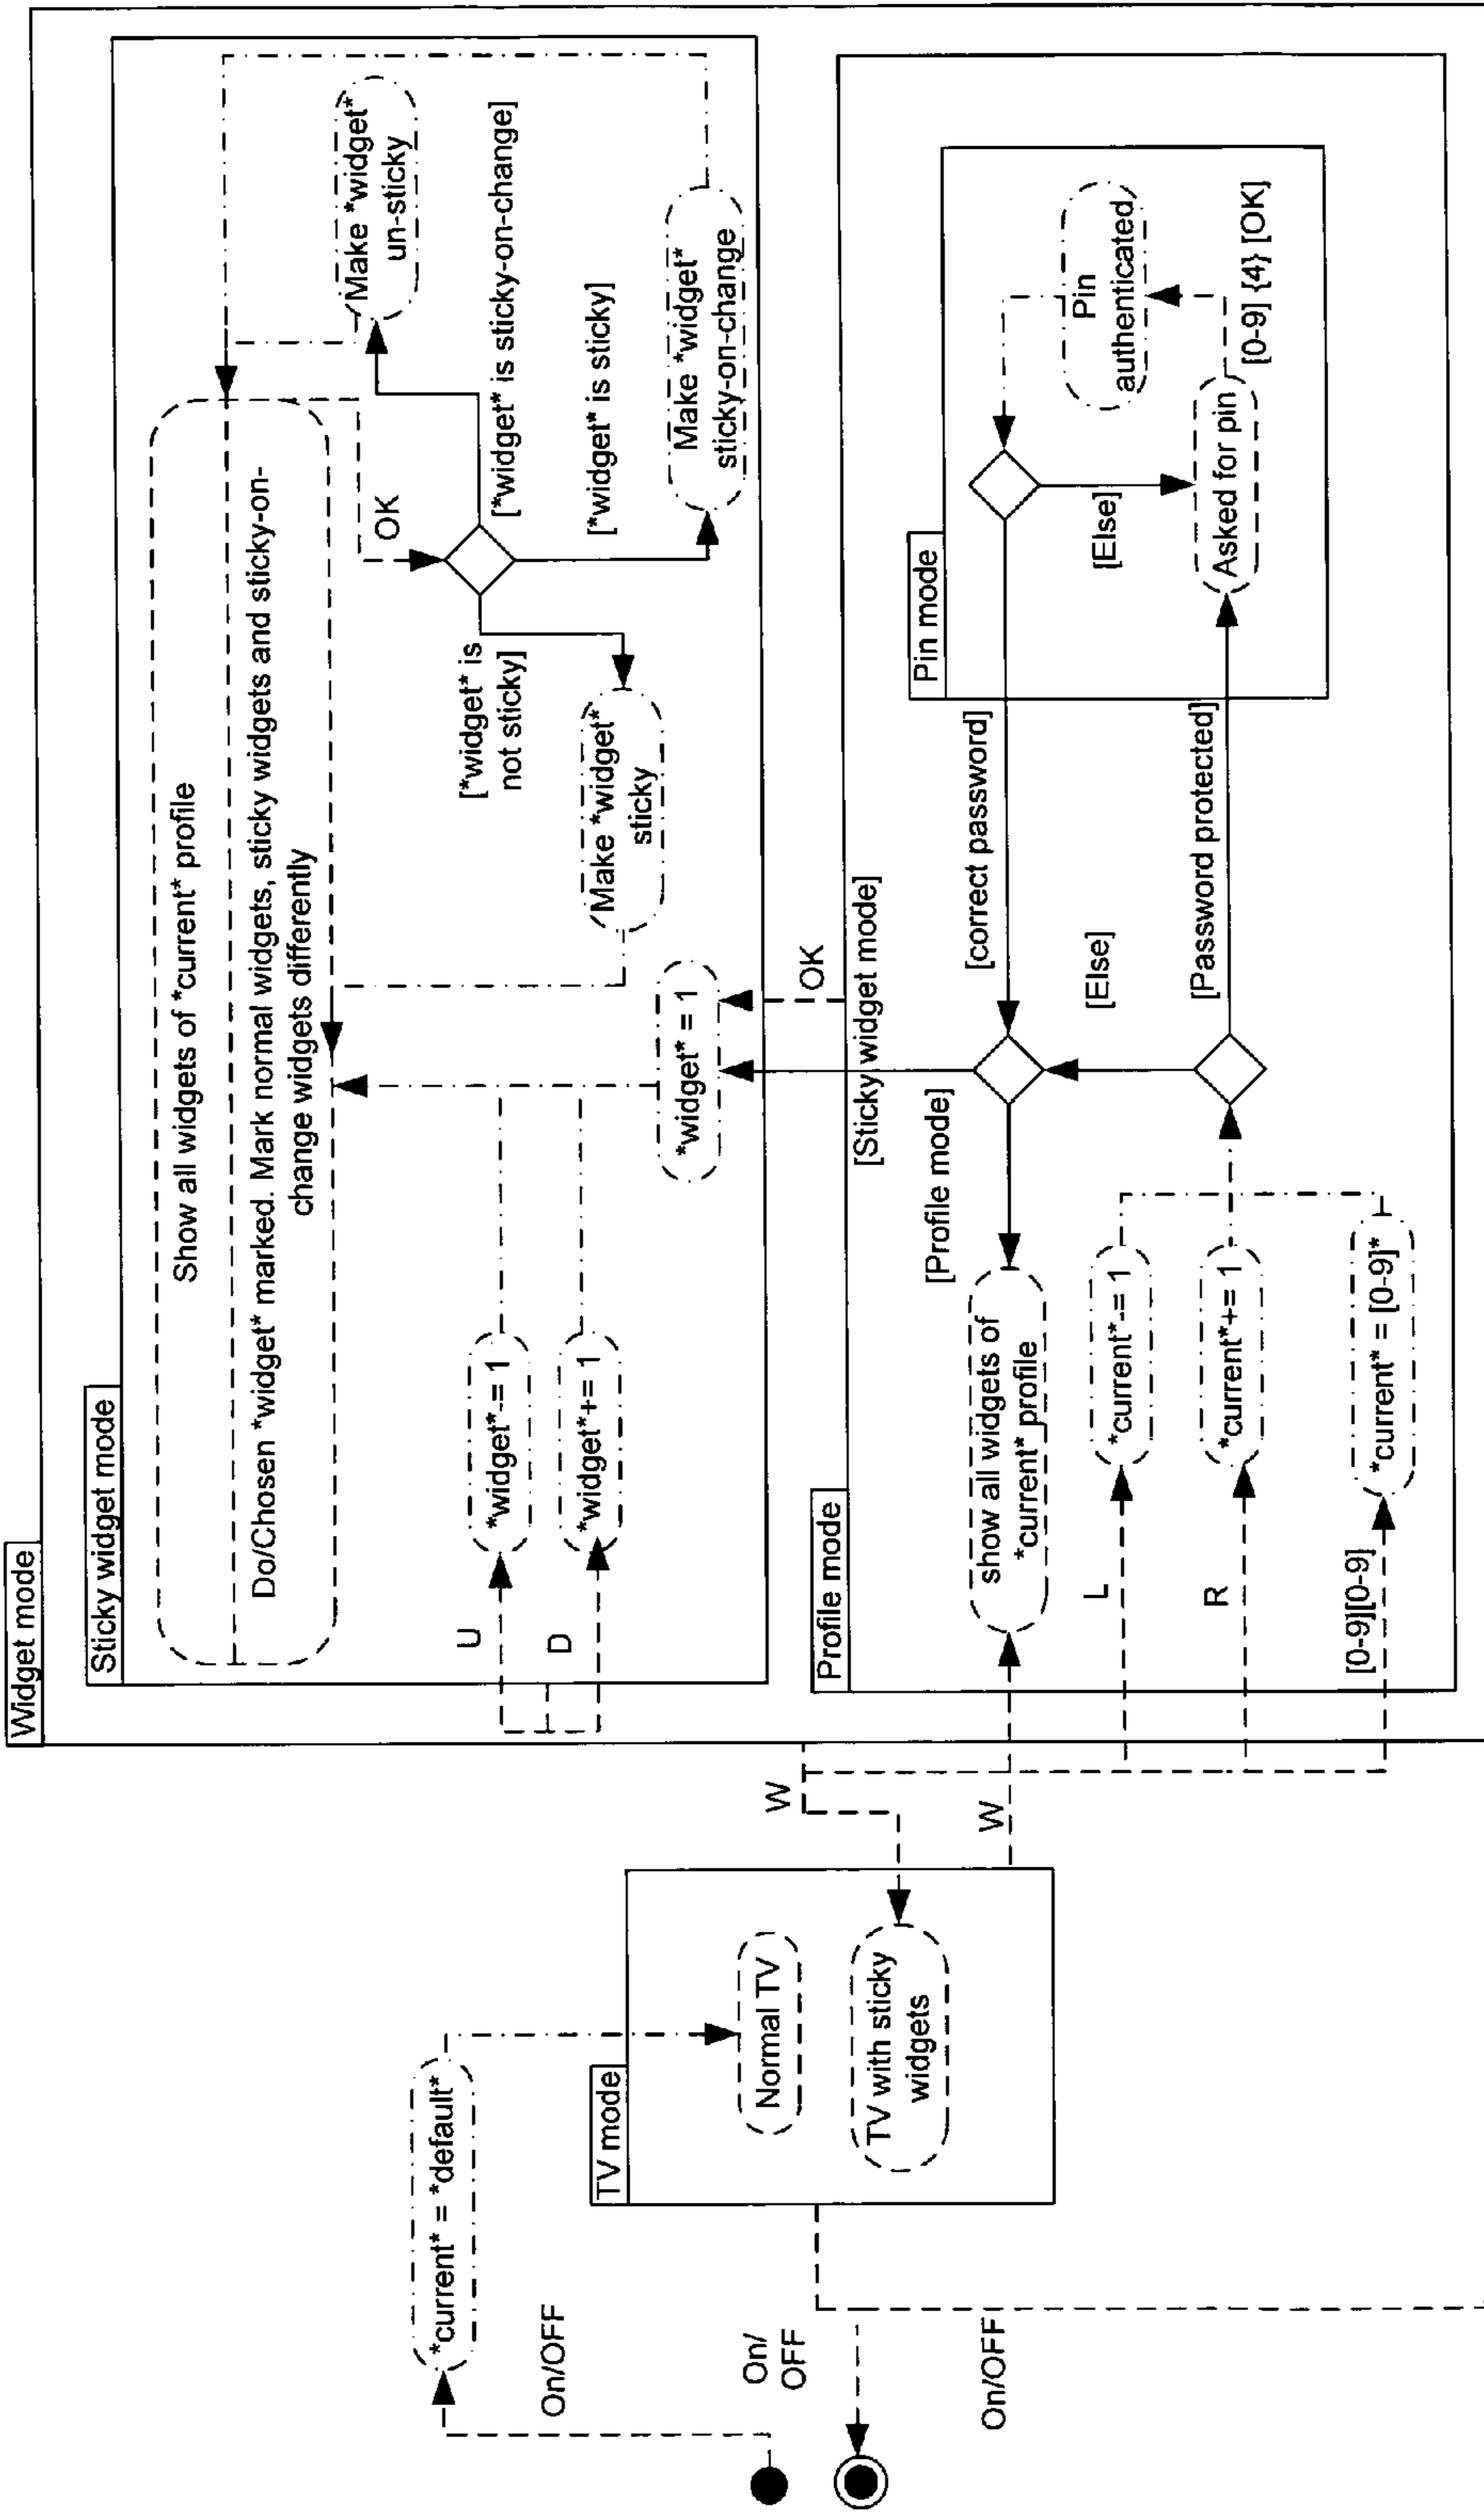 Widget mode
Sticky widget mode
Show all widgets of *current* profile
Do/Chosen *widget* marked. Mark normal widgets, sticky widgets and sticky-on-
change widgets differently
U
*widget*-= 1
D
*widget*+= 1
*widget* = 1
OK
Make *widget*
sticky
[*widget* is
not sticky]
OK
Make *widget*
un-sticky
[*widget* is sticky-on-change]
[*widget* is sticky]
Make *widget*
sticky-on-change
Profile mode
[Sticky widget mode]
[Profile mode]
show all widgets of
*current* profile
L
*current*-= 1
R
*current*+= 1
[0-9][0-9]
*current* = [0-9]*
[correct password]
[Else]
[Password protected]
Pin mode
[Else]
Asked for pin
Pin
authenticated
[0-9] {4} [OK]
W
W
TV mode
Normal TV
TV with sticky
widgets
*current* = *default*
On/OFF
On/
OFF
On/OFF